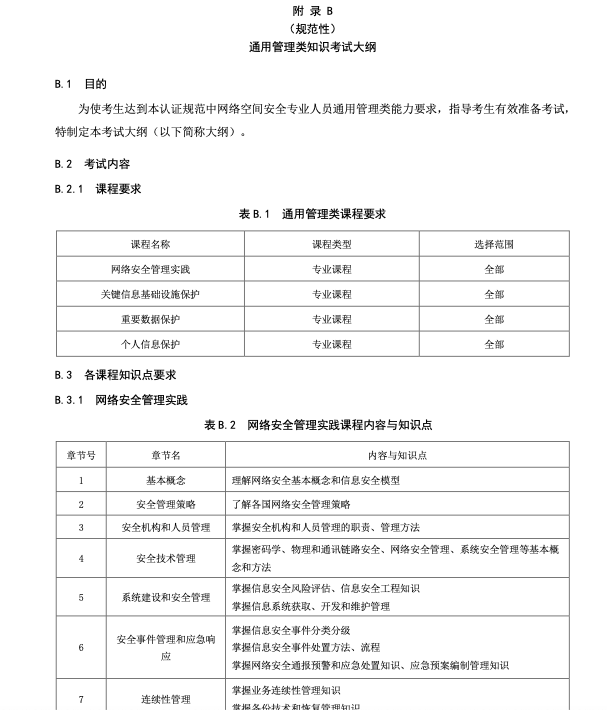 附 录 B
（规范性）
通用管理类知识考试大纲
B.1 目的
为使考生达到本认证规范中网络空间安全专业人员通用管理类能力要求，指导考生有效准备考试，
特制定本考试大纲（以下简称大纲）。
B.2 考试内容
B.2.1 课程要求
表 B.1 通用管理类课程要求
课程名称 课程类型 选择范围
网络安全管理实践 专业课程 全部
关键信息基础设施保护 专业课程 全部
重要数据保护 专业课程 全部
个人信息保护 专业课程 全部
B.3 各课程知识点要求
B.3.1 网络安全管理实践
表 B.2 网络安全管理实践课程内容与知识点
章节号 章节名 内容与知识点
1 基本概念 理解网络安全基本概念和信息安全模型
2 安全管理策略 了解各国网络安全管理策略
3 安全机构和人员管理 掌握安全机构和人员管理的职责、管理方法
4 安全技术管理 掌握密码学、物理和通讯链路安全、网络安全管理、系统安全管理等基本概
念和方法
5 系统建设和安全管理 掌握信息安全风险评估、信息安全工程知识
掌握信息系统获取、开发和维护管理
6 安全事件管理和应急响
应
掌握信息安全事件分类分级
掌握信息安全事件处置方法、流程
掌握网络安全通报预警和应急处置知识、应急预案编制管理知识
7 连续性管理 掌握业务连续性管理知识
掌握备份技术和恢复管理知识